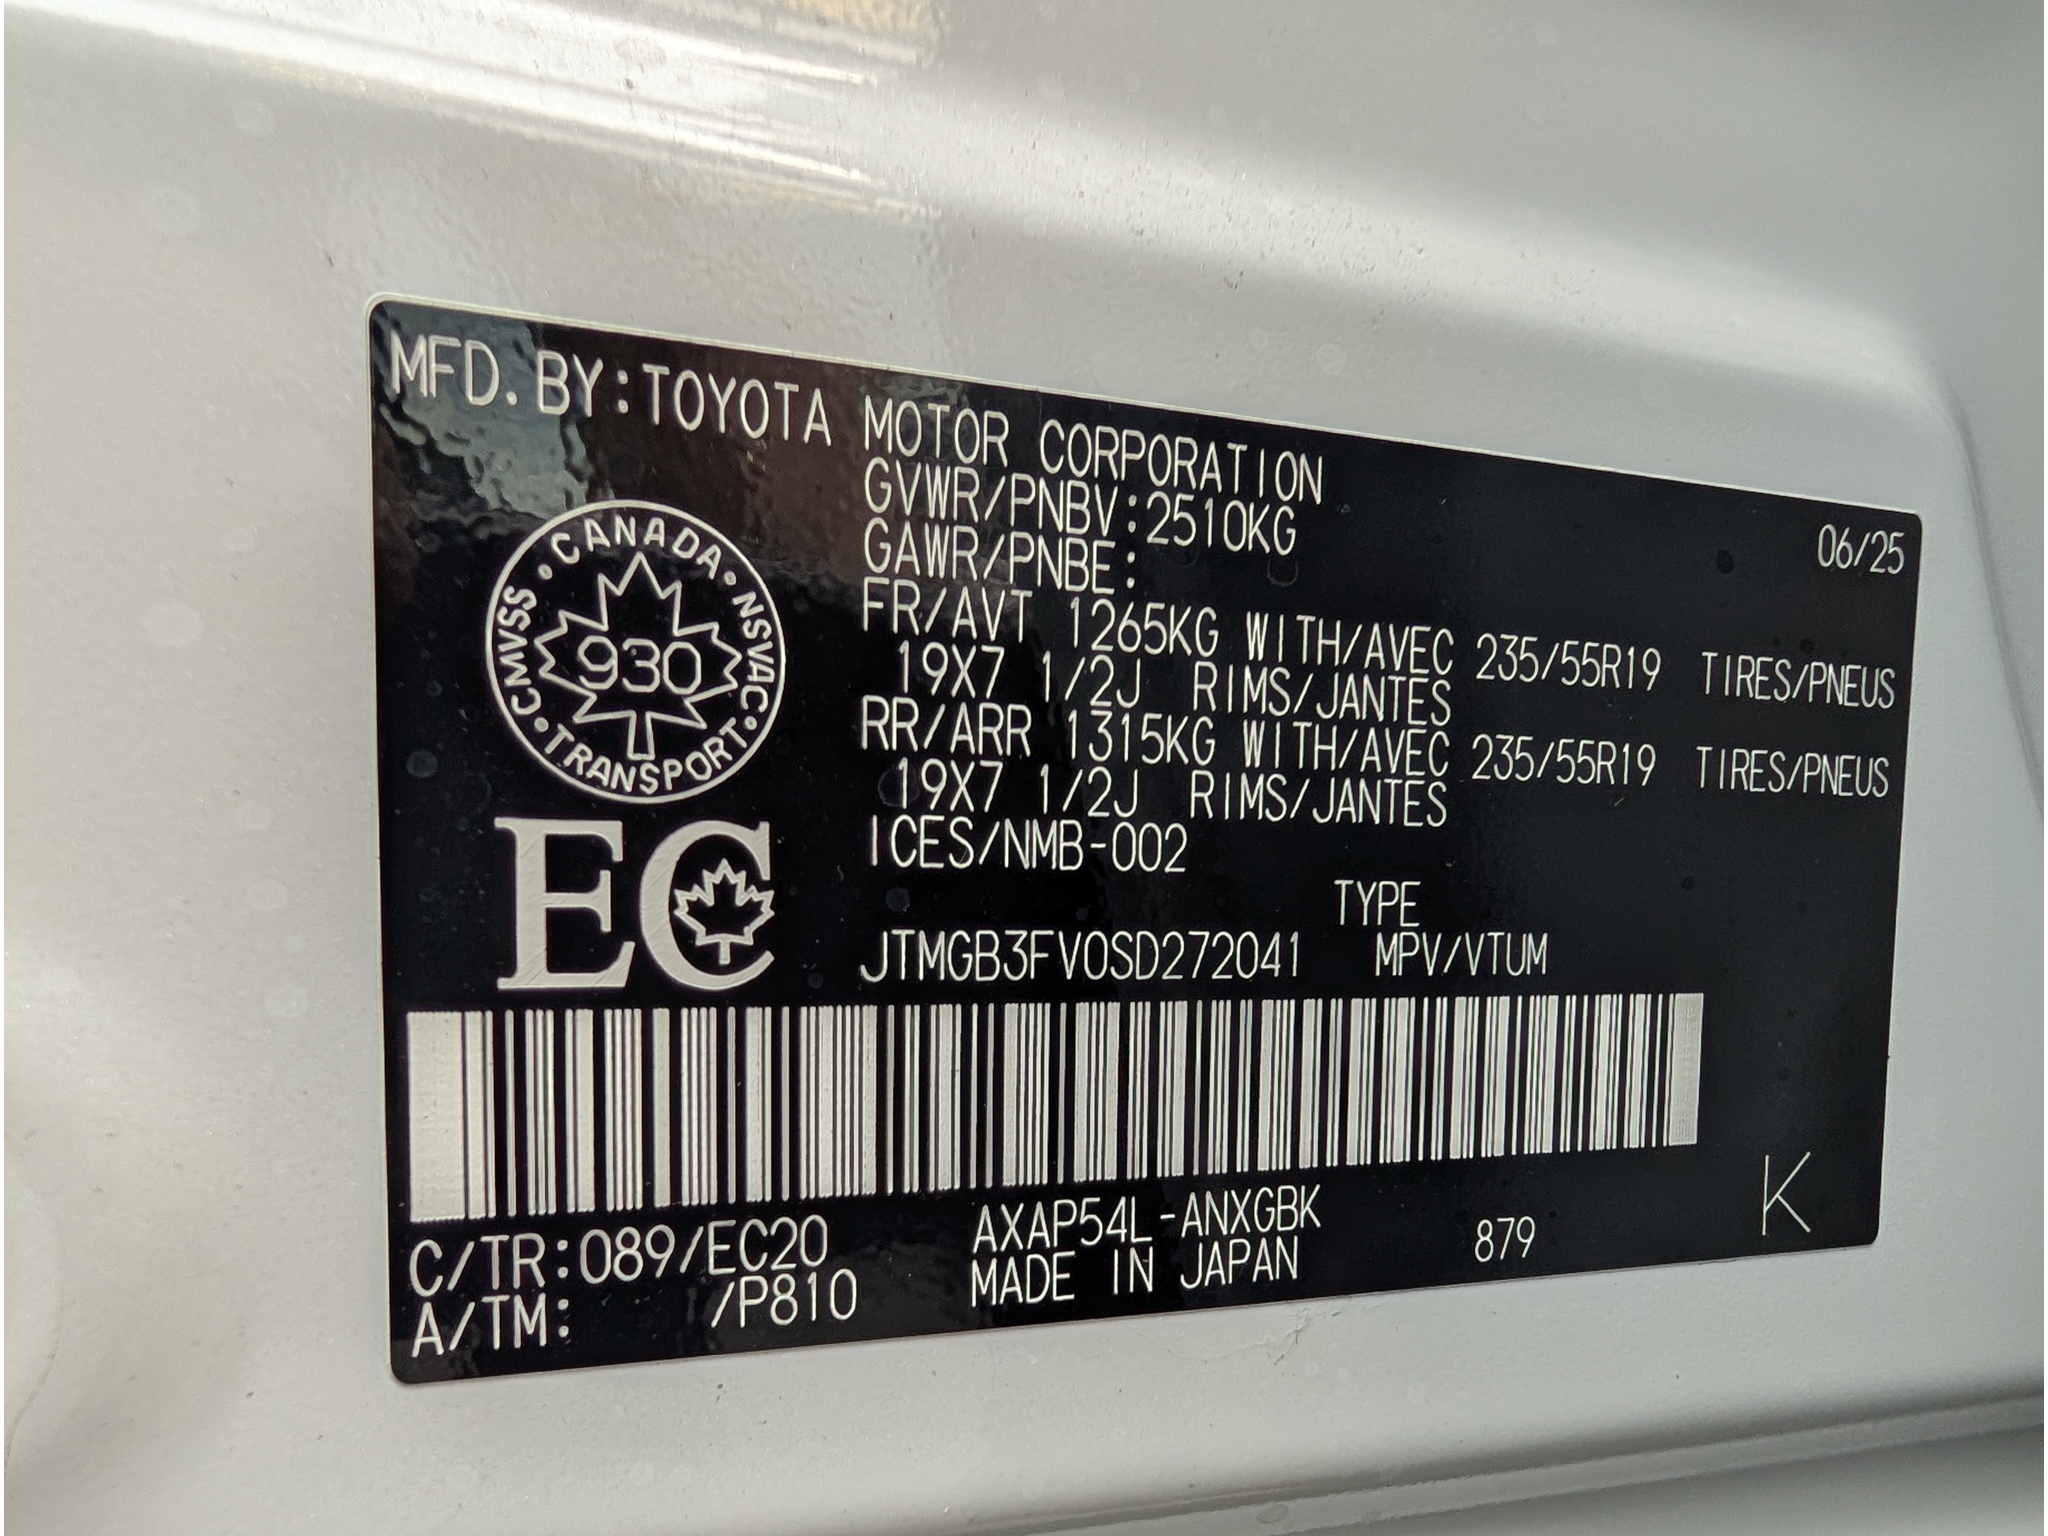 MFD. BY:TOYOTA MOTOR CORPORATION
06/25
GVWR/PNBV:2510KG
GAWR/PNBE:
FR/AVT 1265KG WITH/AVEC 235/55R19 TIRES/PNEUS
19X7 1/2J RIMS/JANTES
RR/ARR 1315KG WITH/AVEC 235/55R19 TIRES/PNEUS
19X7 1/2J RIMS/JANTES
ICES/NMB-002
CANADA · NSVAC · TRANSPORT · CMVSS ·
930
EC
TYPE
JTMGB3FV0SD272041 MPV/VTUM
C/TR:089/EC20 AXAP54L-ANXGBK 879 K
A/TM: /P810 MADE IN JAPAN